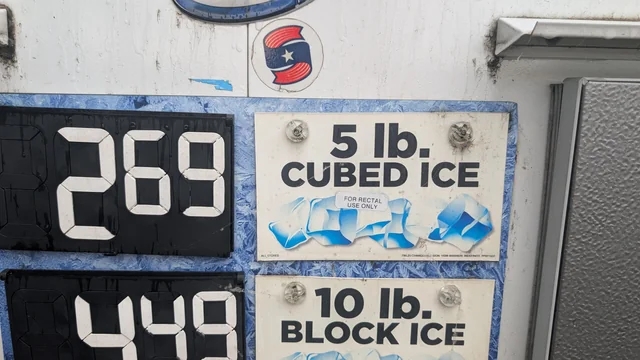 269
5 lb.
CUBED ICE
FOR RECTAL
USE ONLY
449
10 lb.
BLOCK ICE